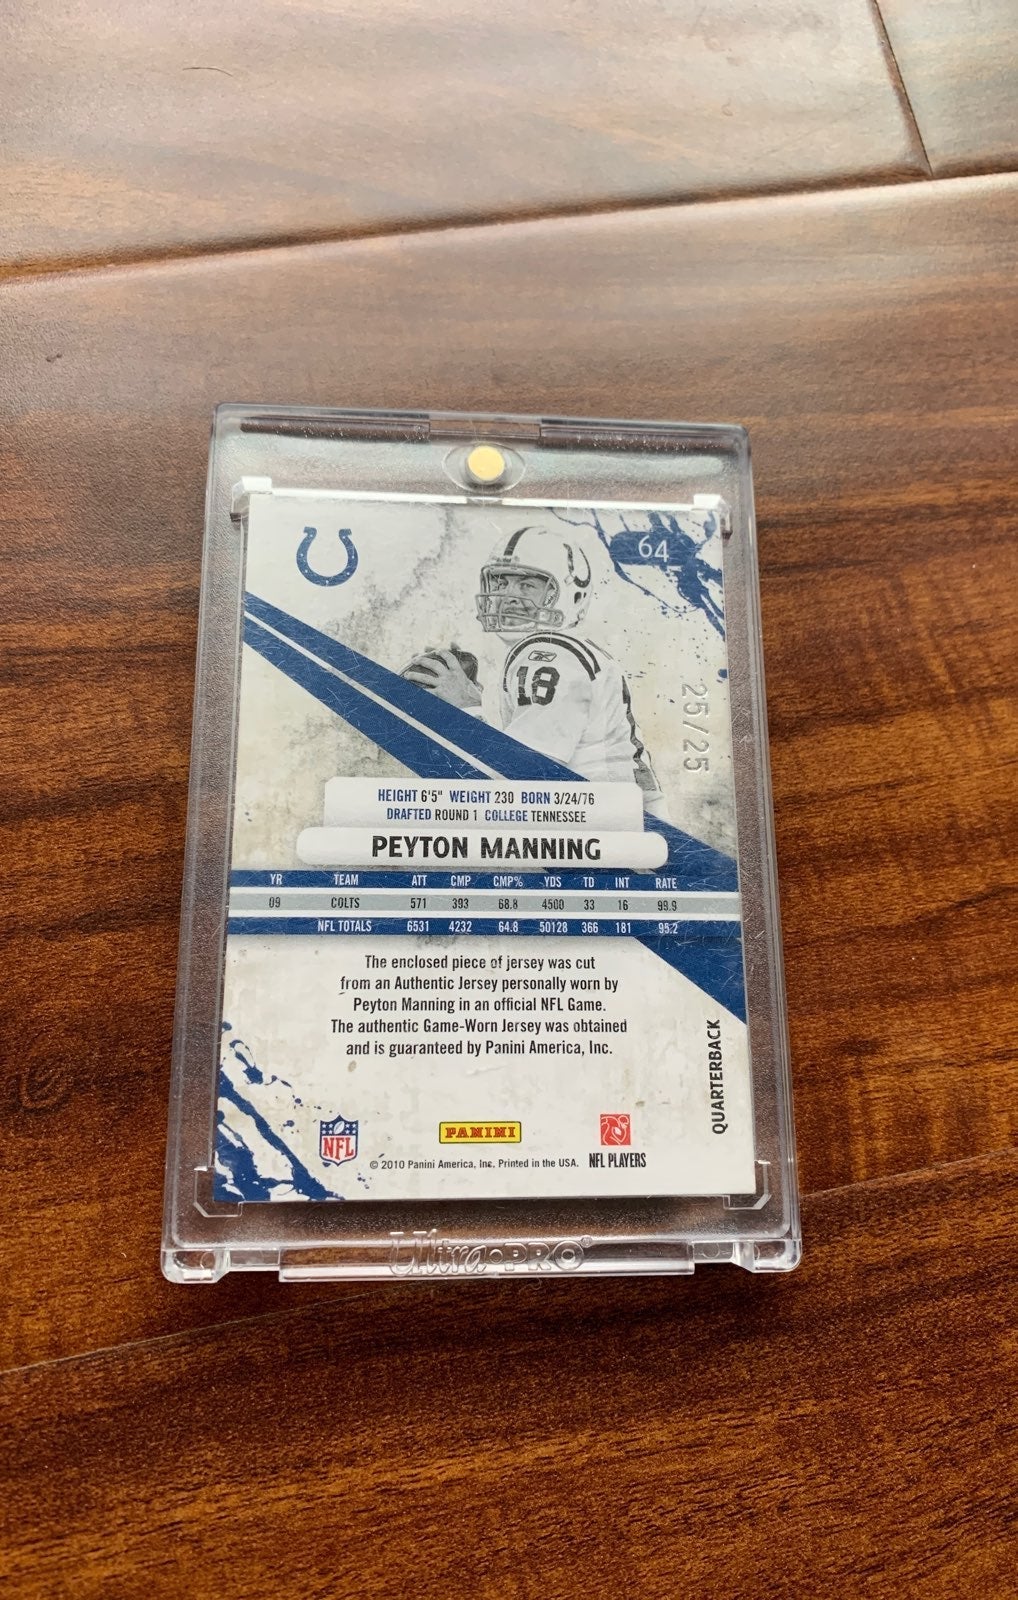 64
18
25/25
HEIGHT 6'5" WEIGHT 230 BORN 3/24/76
DRAFTED ROUND 1 COLLEGE TENNESSEE
PEYTON MANNING
YR TEAM ATT CMP CMP% YDS TD INT RATE
09 COLTS 571 393 68.8 4500 33 16 99.9
NFL TOTALS 6531 4232 64.8 50128 366 181 95.2
The enclosed piece of jersey was cut
from an Authentic Jersey personally worn by
Peyton Manning in an official NFL Game.
The authentic Game-Worn Jersey was obtained
and is guaranteed by Panini America, Inc.
QUARTERBACK
NFL
PANINI
© 2010 Panini America, Inc. Printed in the USA.
NFL PLAYERS
Ultra•PRO®